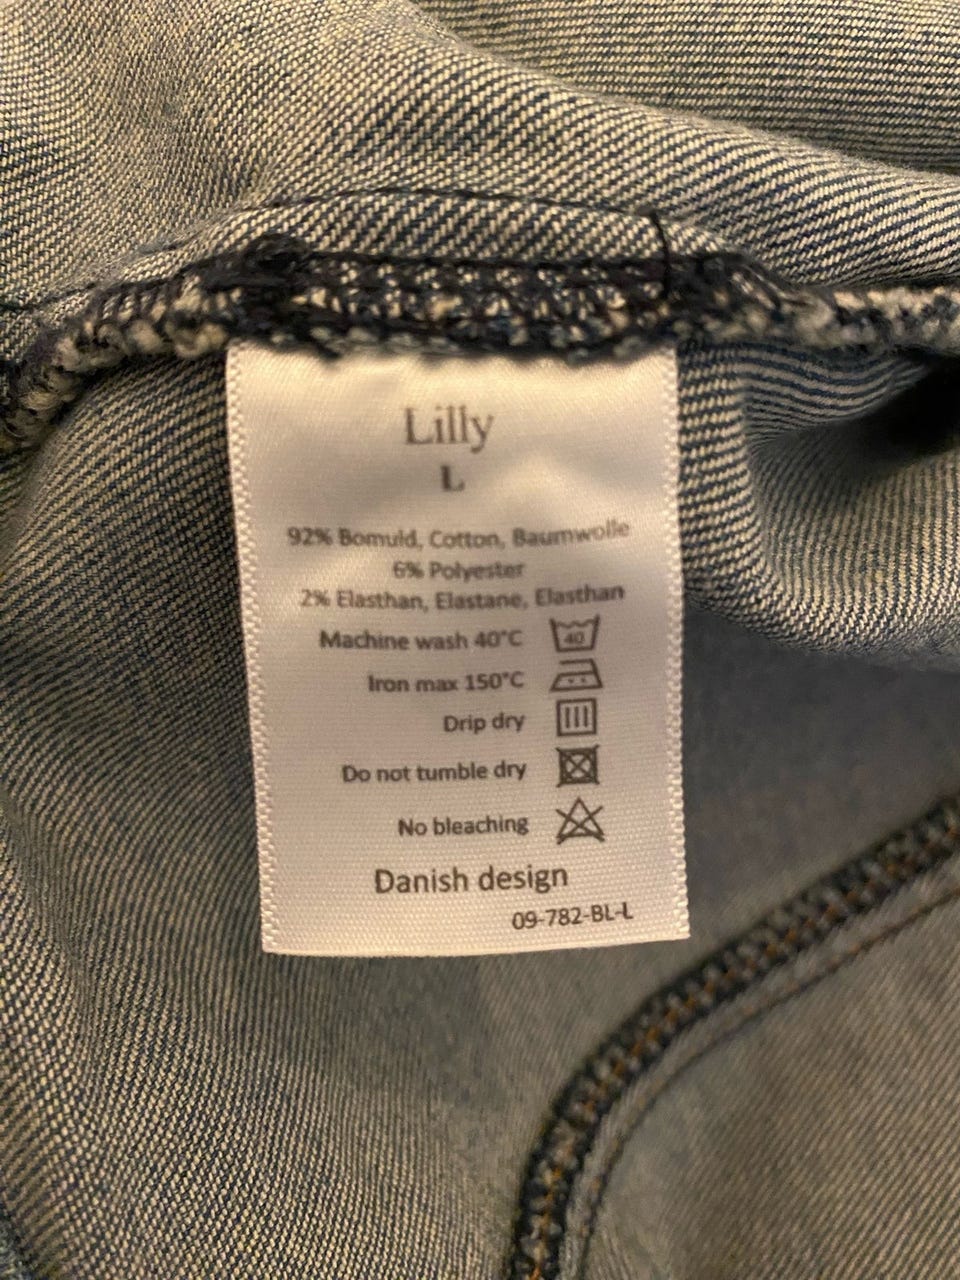 Lilly
L
92% Bomuld, Cotton, Baumwolle
6% Polyester
2% Elasthan, Elastane, Elasthan
Machine wash 40°C 40
Iron max 150°C
Drip dry
Do not tumble dry
No bleaching
Danish design
09-782-BL-L